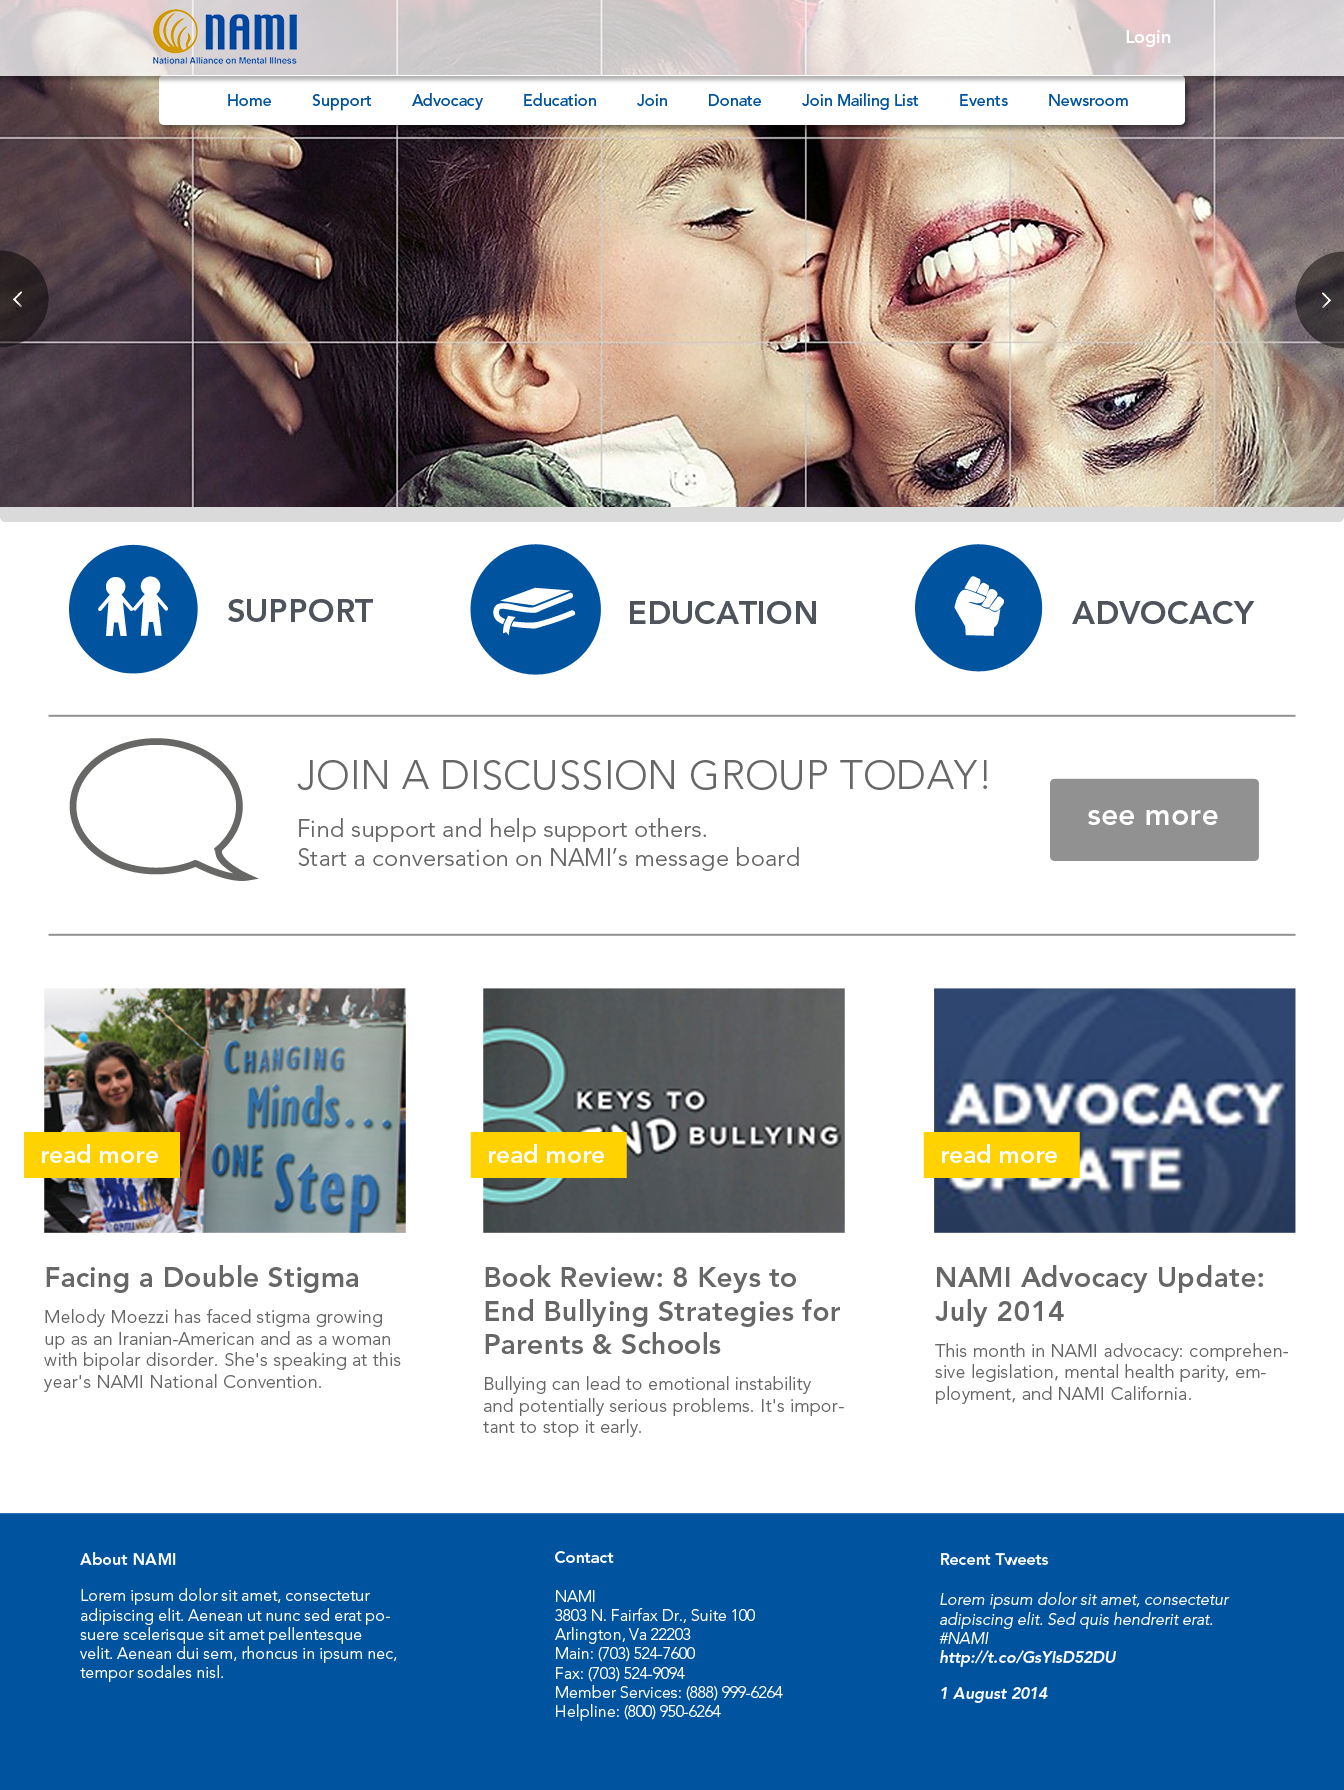 NAMI
National Alliance on Mental Illness
Login
Home Support Advocacy Education Join Donate Join Mailing List Events Newsroom
SUPPORT
EDUCATION
ADVOCACY
JOIN A DISCUSSION GROUP TODAY!
Find support and help support others.
Start a conversation on NAMI’s message board
see more
CHANGING
Minds...
ONE
Step
read more
8
KEYS TO
END BULLYING
read more
ADVOCACY
UPDATE
read more
Facing a Double Stigma
Melody Moezzi has faced stigma growing
up as an Iranian-American and as a woman
with bipolar disorder. She's speaking at this
year's NAMI National Convention.
Book Review: 8 Keys to
End Bullying Strategies for
Parents & Schools
Bullying can lead to emotional instability
and potentially serious problems. It's impor-
tant to stop it early.
NAMI Advocacy Update:
July 2014
This month in NAMI advocacy: comprehen-
sive legislation, mental health parity, em-
ployment, and NAMI California.
About NAMI
Lorem ipsum dolor sit amet, consectetur
adipiscing elit. Aenean ut nunc sed erat po-
suere scelerisque sit amet pellentesque
velit. Aenean dui sem, rhoncus in ipsum nec,
tempor sodales nisl.
Contact
NAMI
3803 N. Fairfax Dr., Suite 100
Arlington, Va 22203
Main: (703) 524-7600
Fax: (703) 524-9094
Member Services: (888) 999-6264
Helpline: (800) 950-6264
Recent Tweets
Lorem ipsum dolor sit amet, consectetur
adipiscing elit. Sed quis hendrerit erat.
#NAMI
http://t.co/GsYIsD52DU
1 August 2014